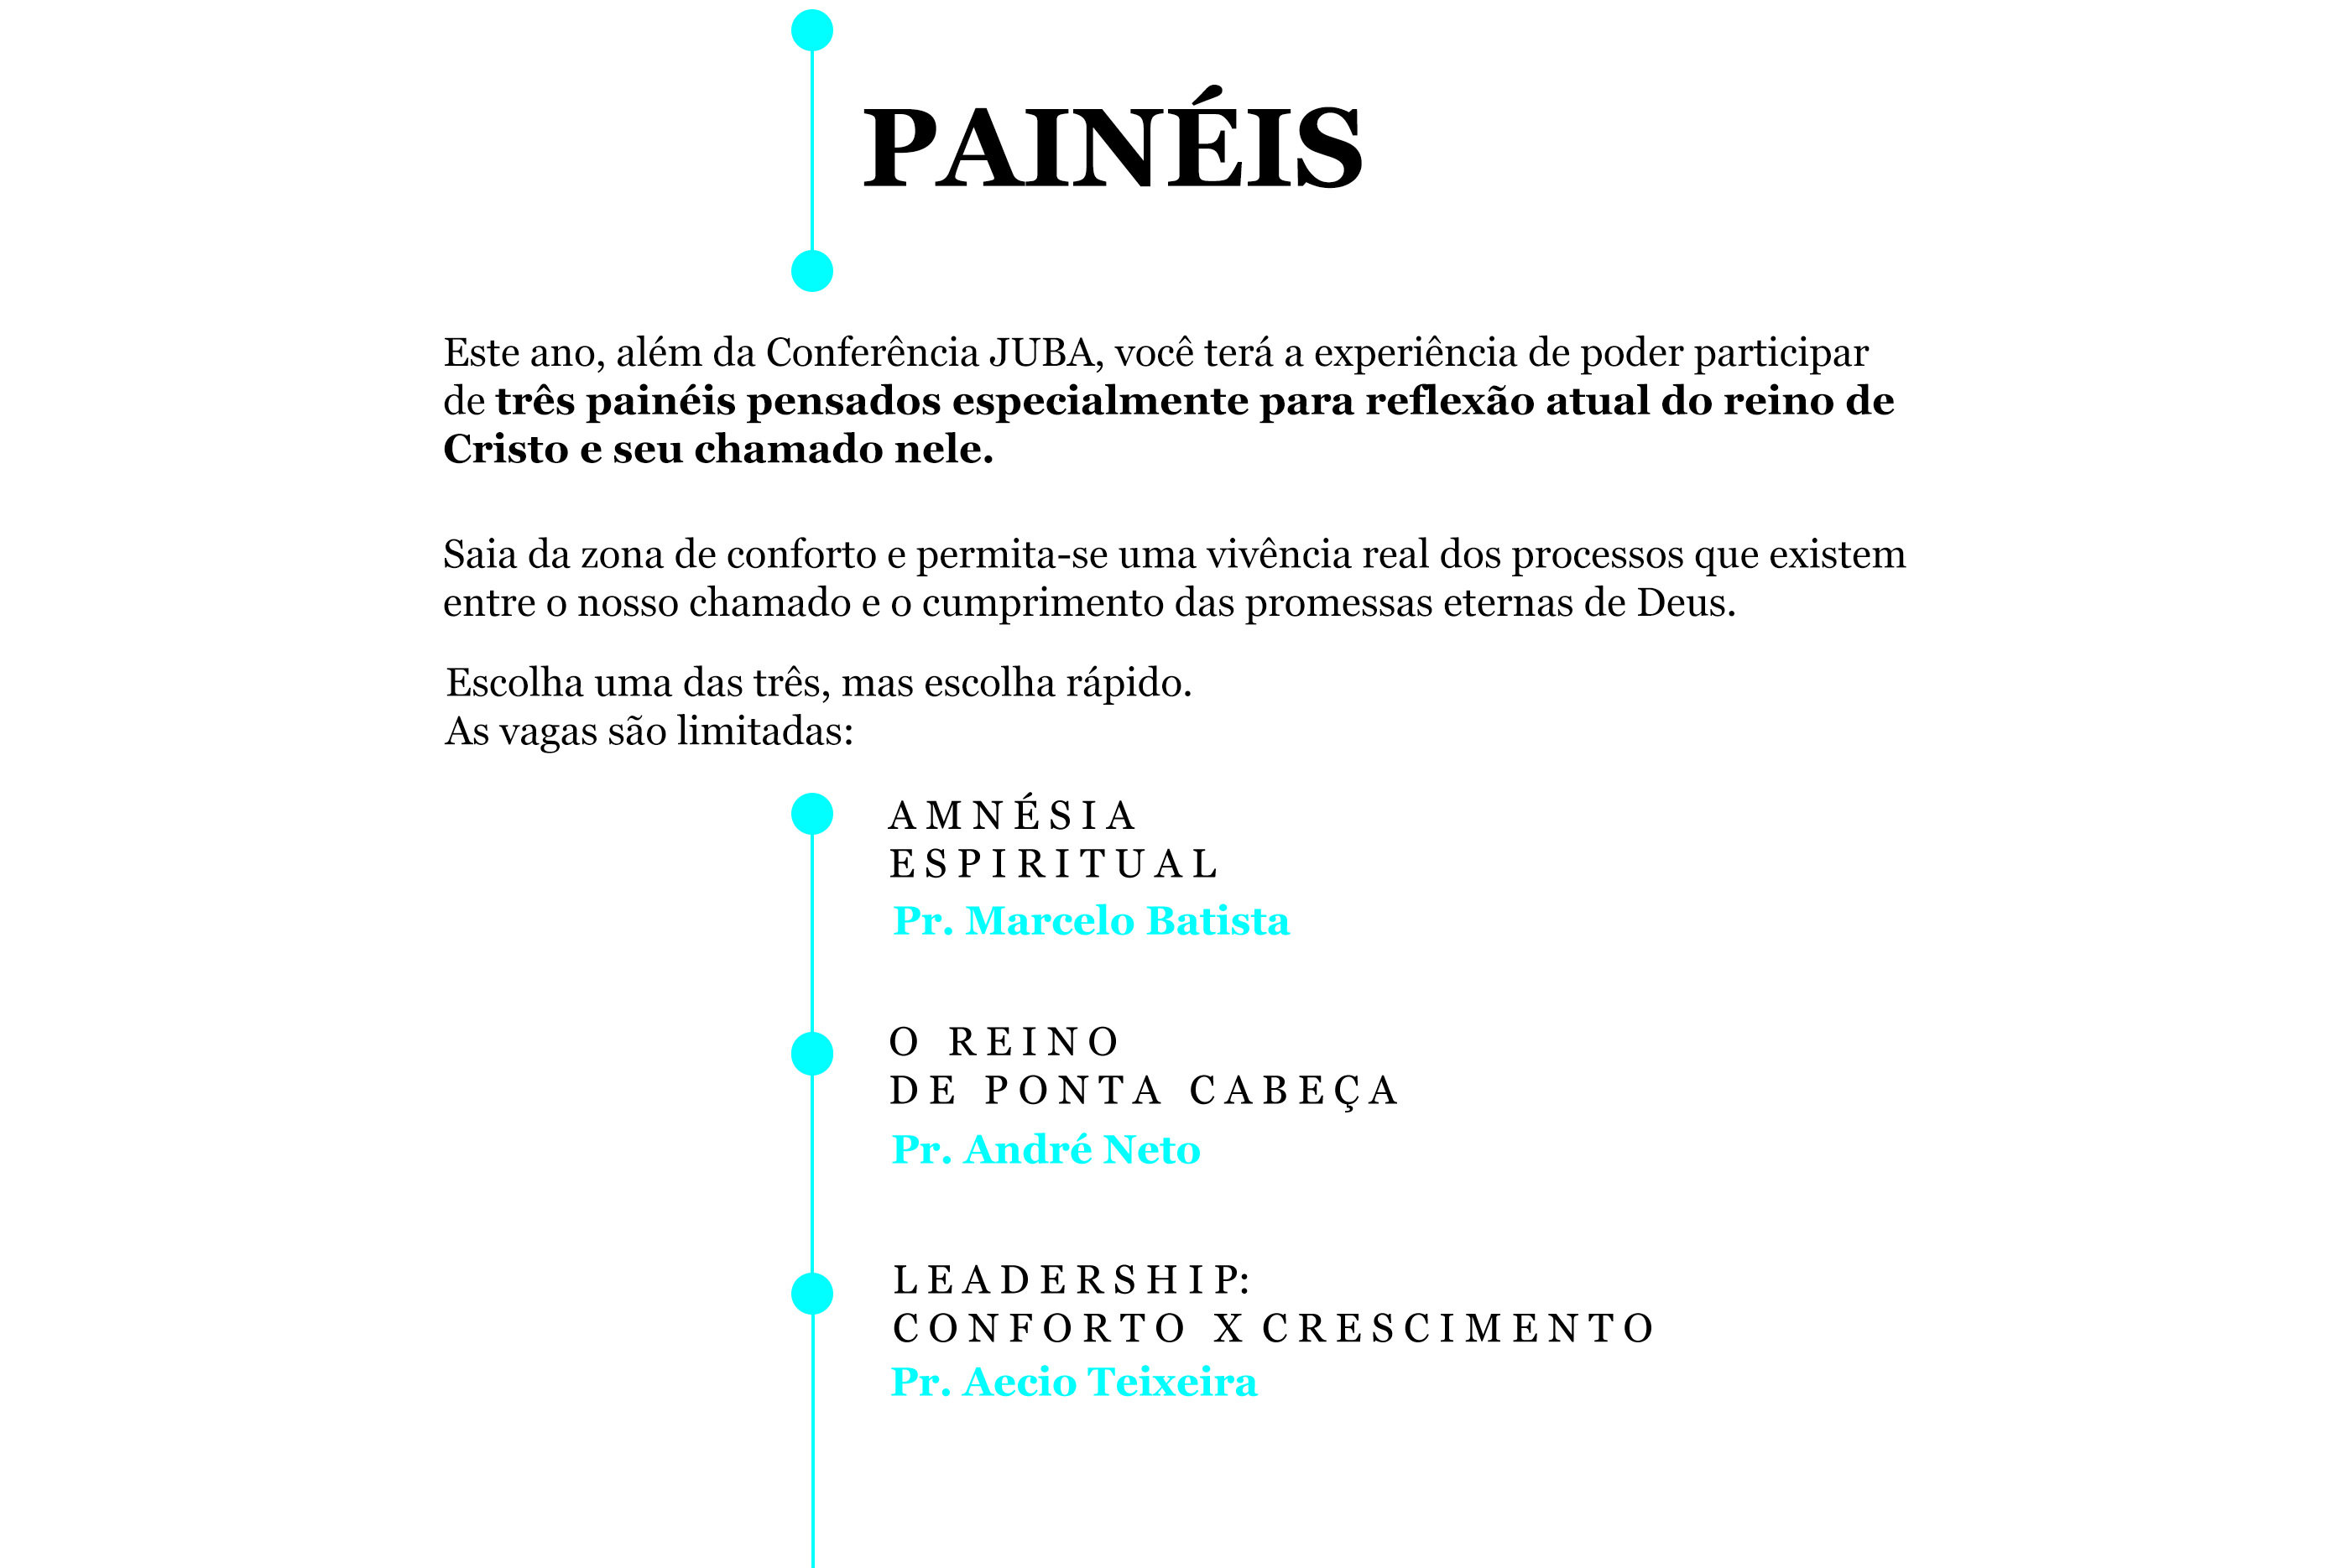 PAINÉIS
Este ano, além da Conferência JUBA, você terá a experiência de poder participar
de três painéis pensados especialmente para reflexão atual do reino de
Cristo e seu chamado nele.
Saia da zona de conforto e permita-se uma vivência real dos processos que existem
entre o nosso chamado e o cumprimento das promessas eternas de Deus.
Escolha uma das três, mas escolha rápido.
As vagas são limitadas:
AMNÉSIA
ESPIRITUAL
Pr. Marcelo Batista
O REINO
DE PONTA CABEÇA
Pr. André Neto
LEADERSHIP:
CONFORTO X CRESCIMENTO
Pr. Aecio Teixeira